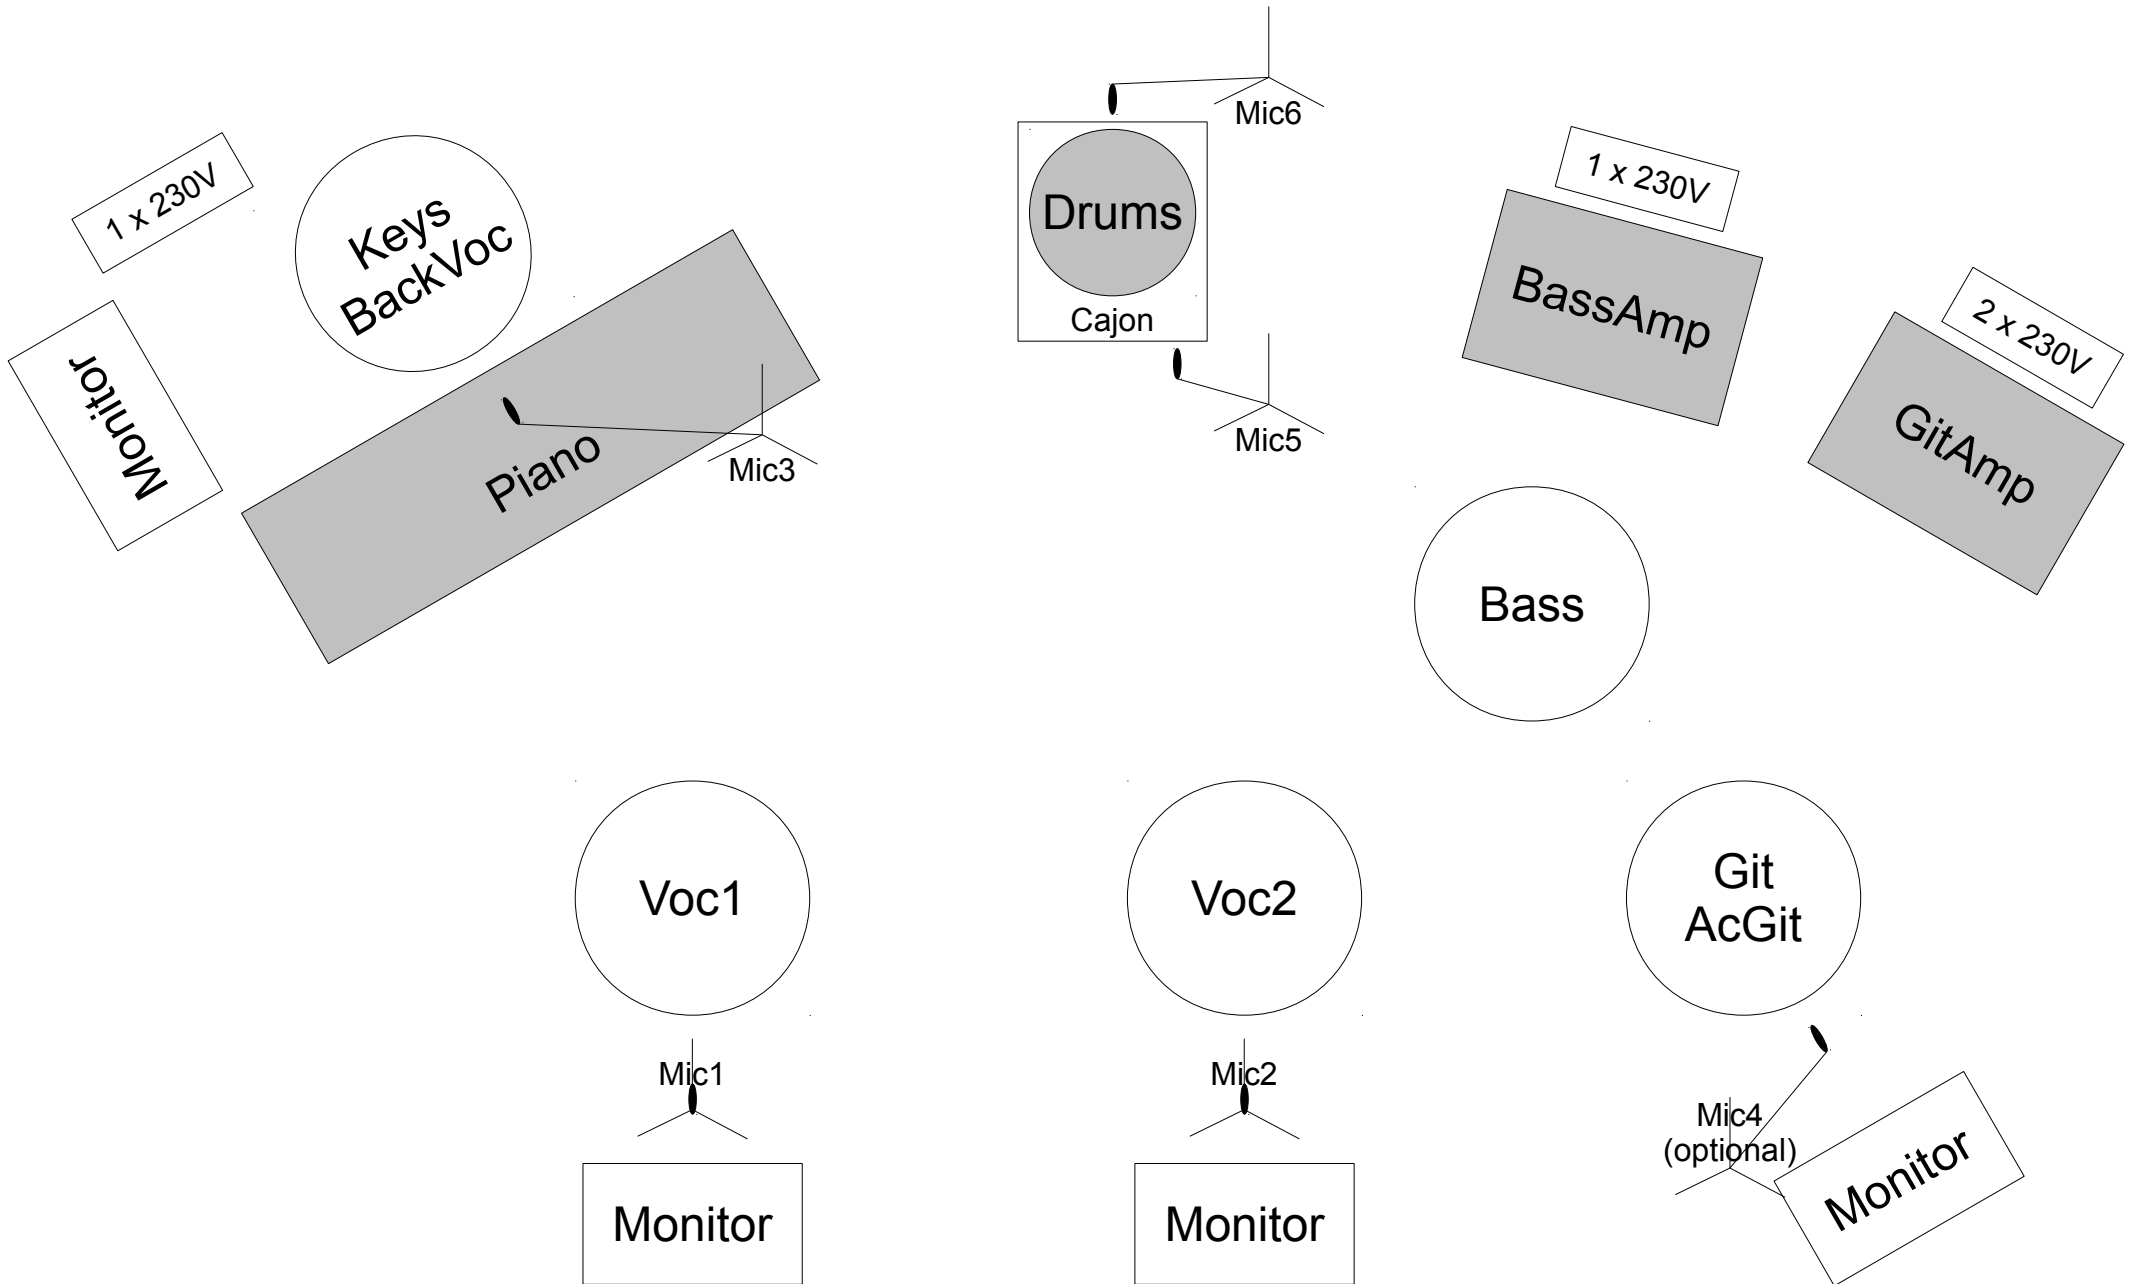 Mic6
1 x 230V
1 x 230V
Keys
BackVoc
Drums
Cajon
BassAmp
2 x 230V
Monitor
Piano
Mic3
Mic5
GitAmp
Bass
Voc1
Voc2
Git
AcGit
Mic1
Mic2
Mic4
(optional)
Monitor
Monitor
Monitor